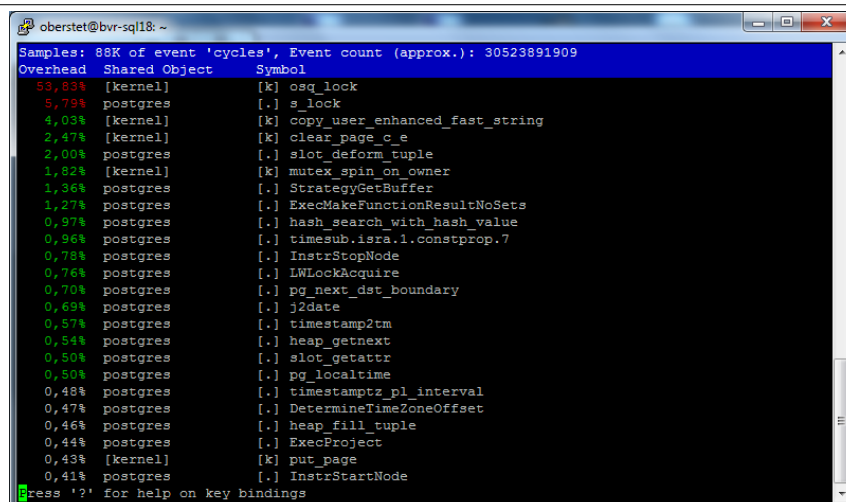 oberstet@bvr-sql18: ~
Samples: 88K of event 'cycles', Event count (approx.): 30523891909
Overhead Shared Object Symbol
53,83% [kernel] [k] osq_lock
5,79% postgres [.] s_lock
4,03% [kernel] [k] copy_user_enhanced_fast_string
2,47% [kernel] [k] clear_page_c_e
2,00% postgres [.] slot_deform_tuple
1,82% [kernel] [k] mutex_spin_on_owner
1,36% postgres [.] StrategyGetBuffer
1,27% postgres [.] ExecMakeFunctionResultNoSets
0,97% postgres [.] hash_search_with_hash_value
0,96% postgres [.] timesub.isra.1.constprop.7
0,78% postgres [.] InstrStopNode
0,76% postgres [.] LWLockAcquire
0,70% postgres [.] pg_next_dst_boundary
0,69% postgres [.] j2date
0,57% postgres [.] timestamp2tm
0,54% postgres [.] heap_getnext
0,50% postgres [.] slot_getattr
0,50% postgres [.] pg_localtime
0,48% postgres [.] timestamptz_pl_interval
0,47% postgres [.] DetermineTimeZoneOffset
0,46% postgres [.] heap_fill_tuple
0,44% postgres [.] ExecProject
0,43% [kernel] [k] put_page
0,41% postgres [.] InstrStartNode
Press '?' for help on key bindings